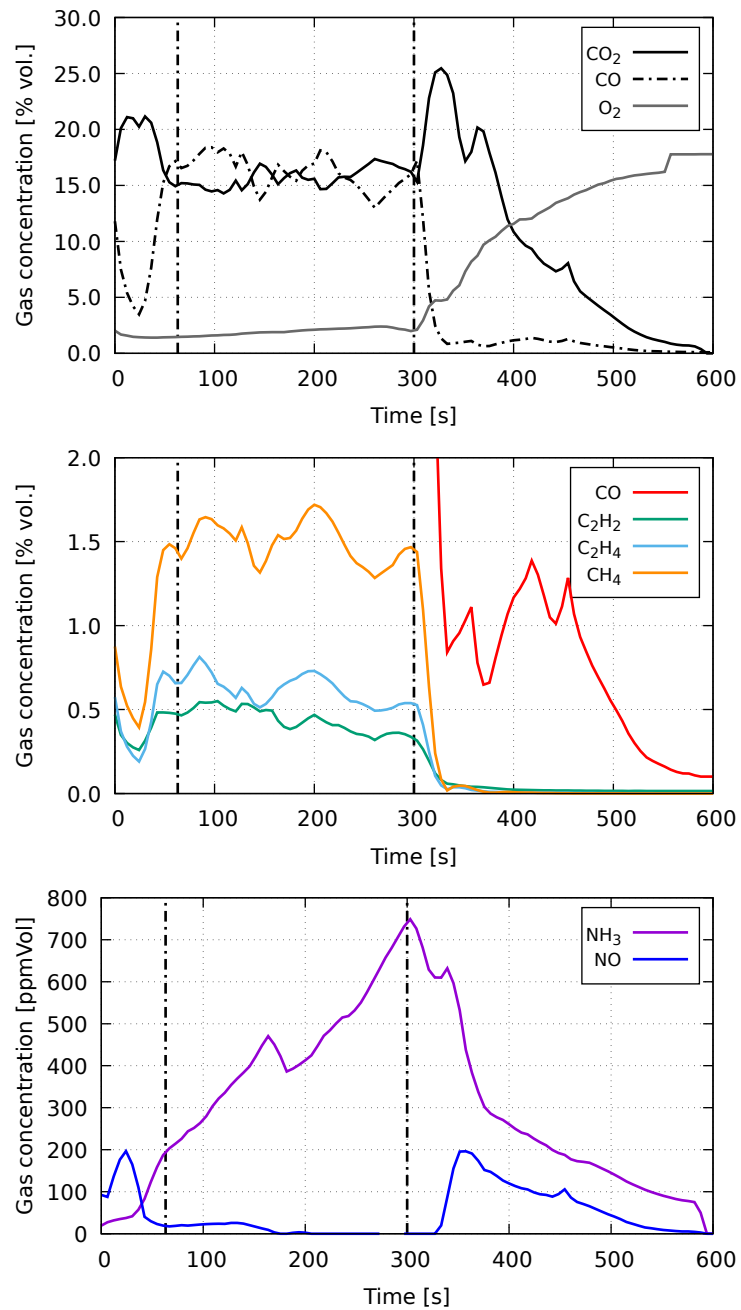 Gas concentration [% vol.]
30.0
25.0
20.0
15.0
10.0
5.0
0.0
CO₂
CO
O₂
0 100 200 300 400 500 600
Time [s]
Gas concentration [% vol.]
2.0
1.5
1.0
0.5
0.0
CO
C₂H₂
C₂H₄
CH₄
0 100 200 300 400 500 600
Time [s]
Gas concentration [ppmVol]
800
700
600
500
400
300
200
100
0
NH₃
NO
0 100 200 300 400 500 600
Time [s]